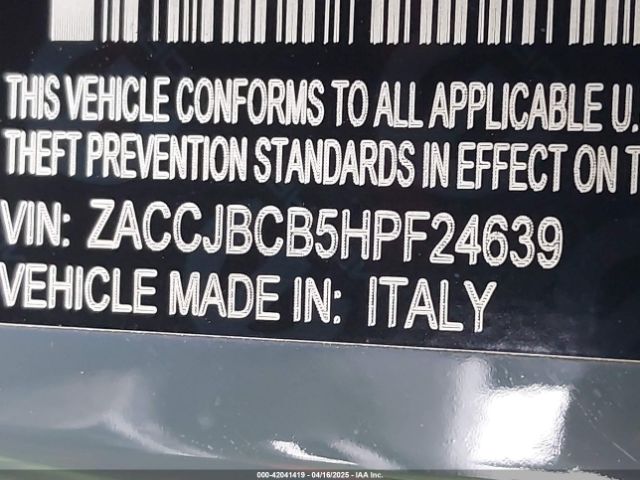 THIS VEHICLE CONFORMS TO ALL APPLICABLE U.
THEFT PREVENTION STANDARDS IN EFFECT ON T
VIN: ZACCJBCB5HPF24639
VEHICLE MADE IN: ITALY
000-42041419 - 04/16/2025 - IAA Inc.